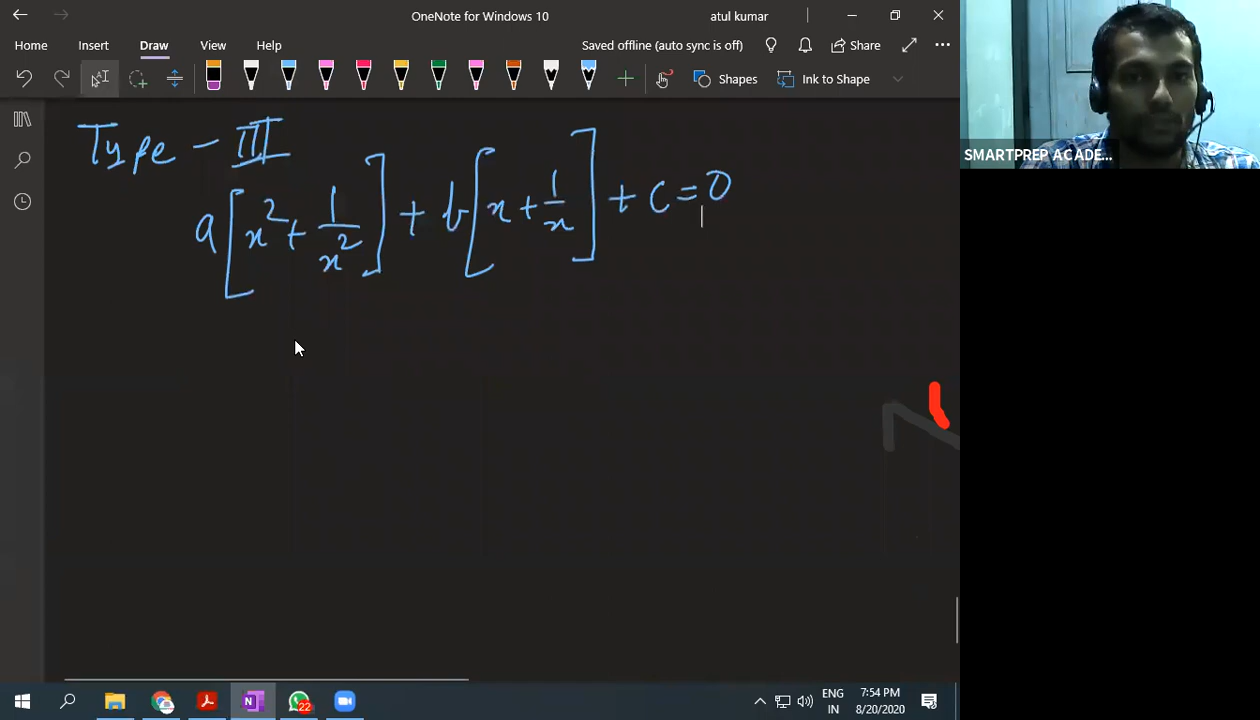 OneNote for Windows 10
atul kumar
Home Insert Draw View Help
Saved offline (auto sync is off)
Share
Shapes
Ink to Shape
SMARTPREP ACADE...
Type - III
a[x² + 1/x²] + b[x + 1/x] + c = 0
22
ENG
IN
7:54 PM
8/20/2020